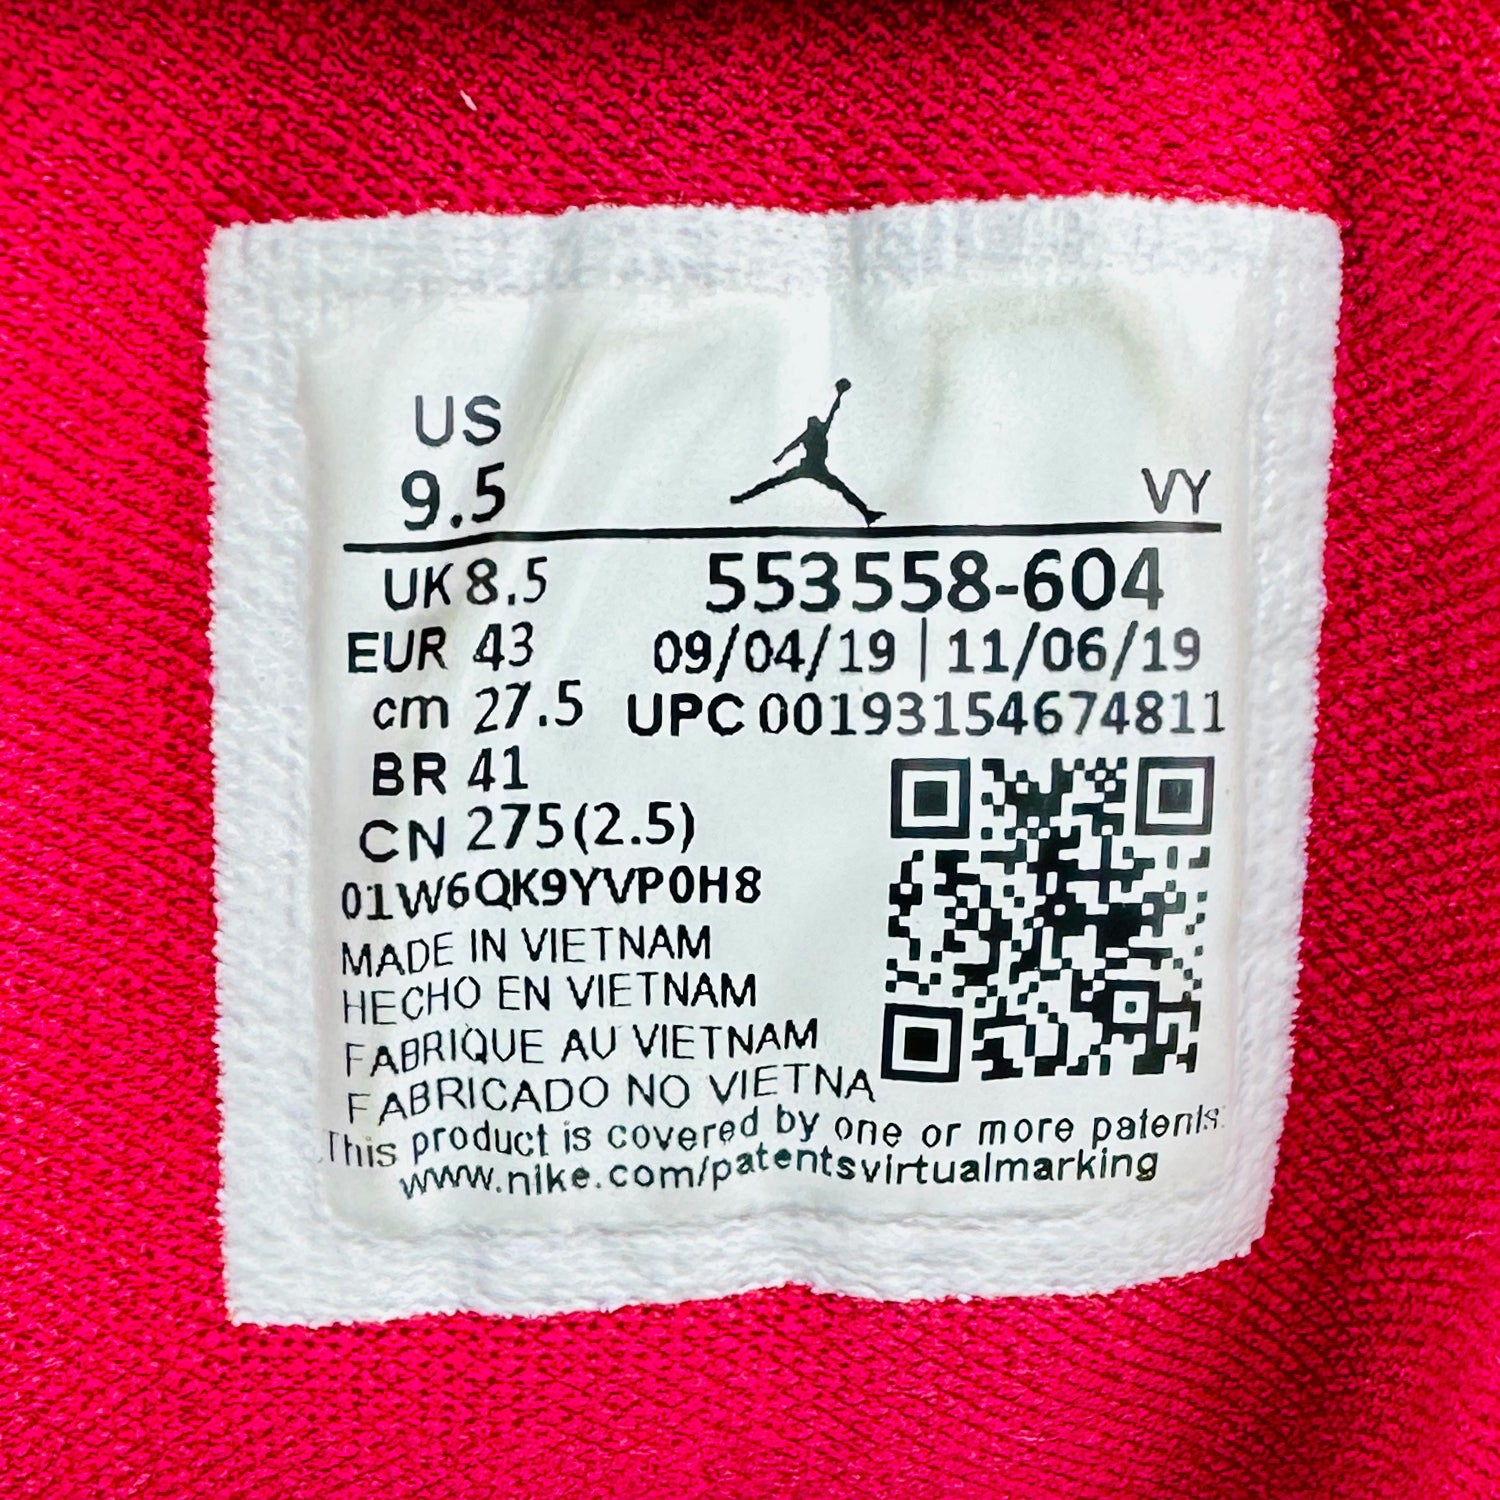 US
9.5
VY
UK 8.5
553558-604
EUR 43
09/04/19 | 11/06/19
cm 27.5
UPC 00193154674811
BR 41
CN 275(2.5)
01W6QK9YVP0H8
MADE IN VIETNAM
HECHO EN VIETNAM
FABRIQUE AU VIETNAM
FABRICADO NO VIETNA
This product is covered by one or more patents.
www.nike.com/patentsvirtualmarking